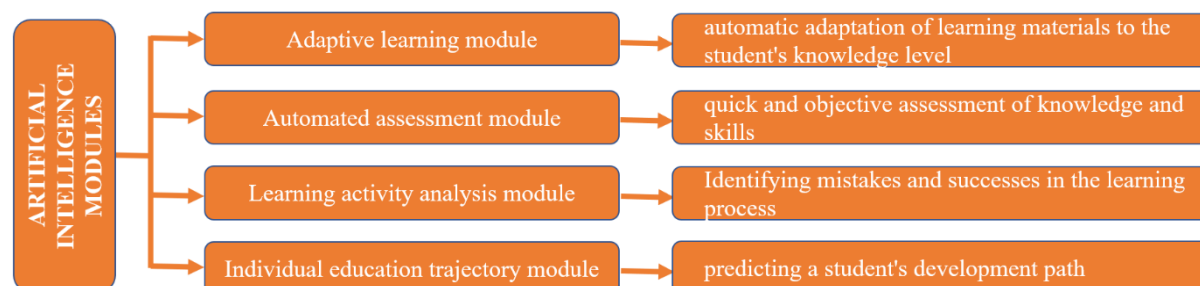 ARTIFICIAL
INTELLIGENCE
MODULES
Adaptive learning module
automatic adaptation of learning materials to the
student's knowledge level
Automated assessment module
quick and objective assessment of knowledge and
skills
Learning activity analysis module
Identifying mistakes and successes in the learning
process
Individual education trajectory module
predicting a student's development path